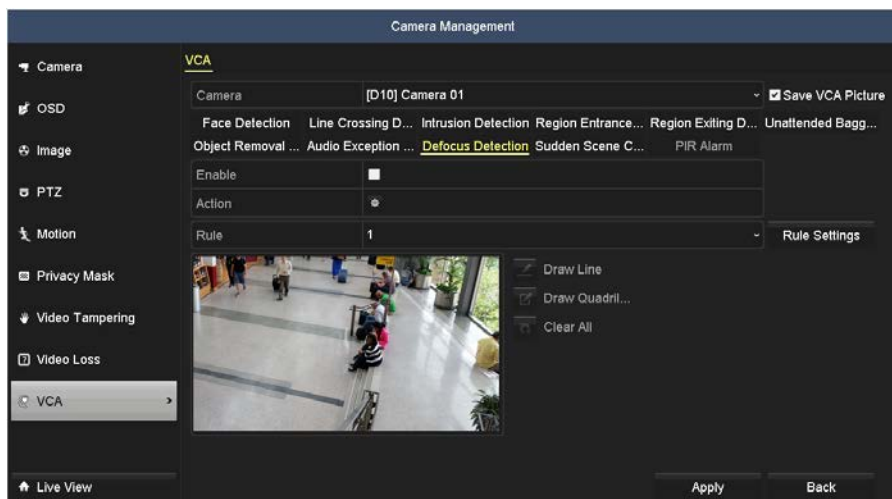 Camera Management
Camera
OSD
Image
PTZ
Motion
Privacy Mask
Video Tampering
Video Loss
VCA
Live View
VCA
Camera [D10] Camera 01 Save VCA Picture
Face Detection Line Crossing D... Intrusion Detection Region Entrance... Region Exiting D... Unattended Bagg...
Object Removal ... Audio Exception ... Defocus Detection Sudden Scene C... PIR Alarm
Enable
Action
Rule 1 Rule Settings
Draw Line
Draw Quadril...
Clear All
Apply Back